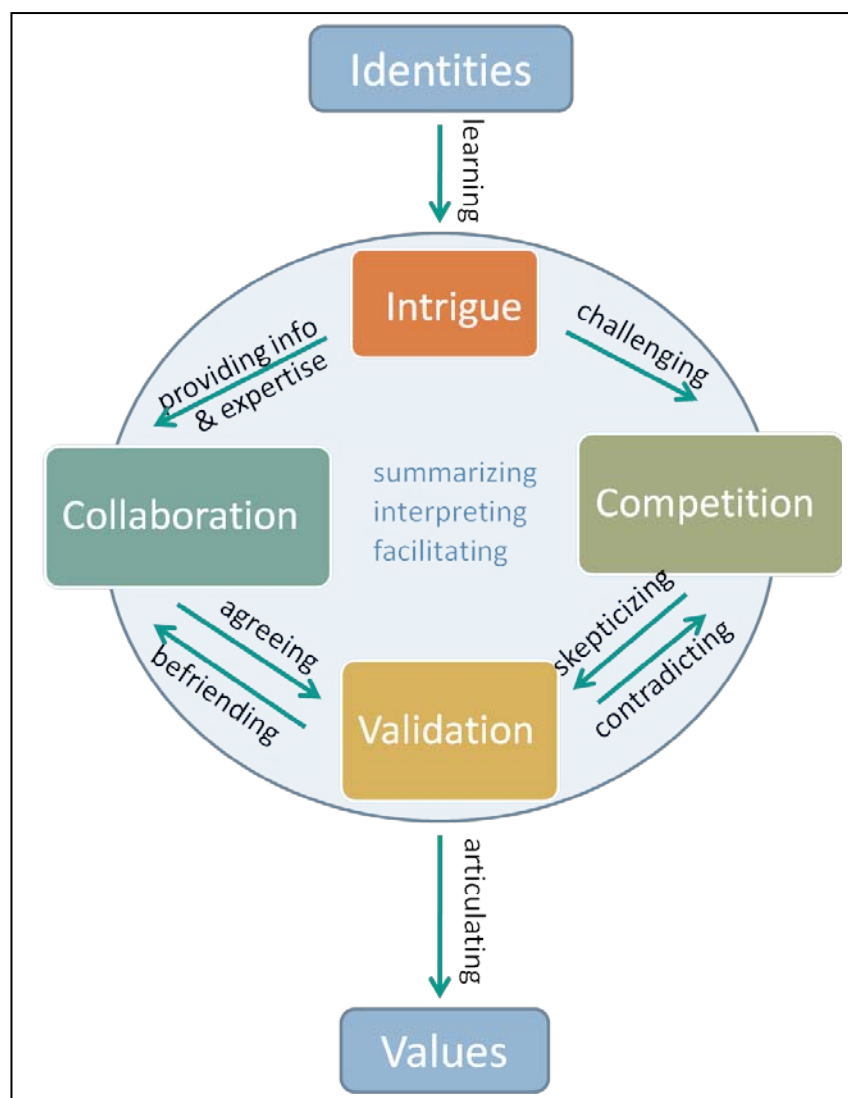 Identities
learning
Intrigue
providing info
& expertise
challenging
Collaboration
summarizing
interpreting
facilitating
Competition
agreeing
befriending
skepticizing
contradicting
Validation
articulating
Values